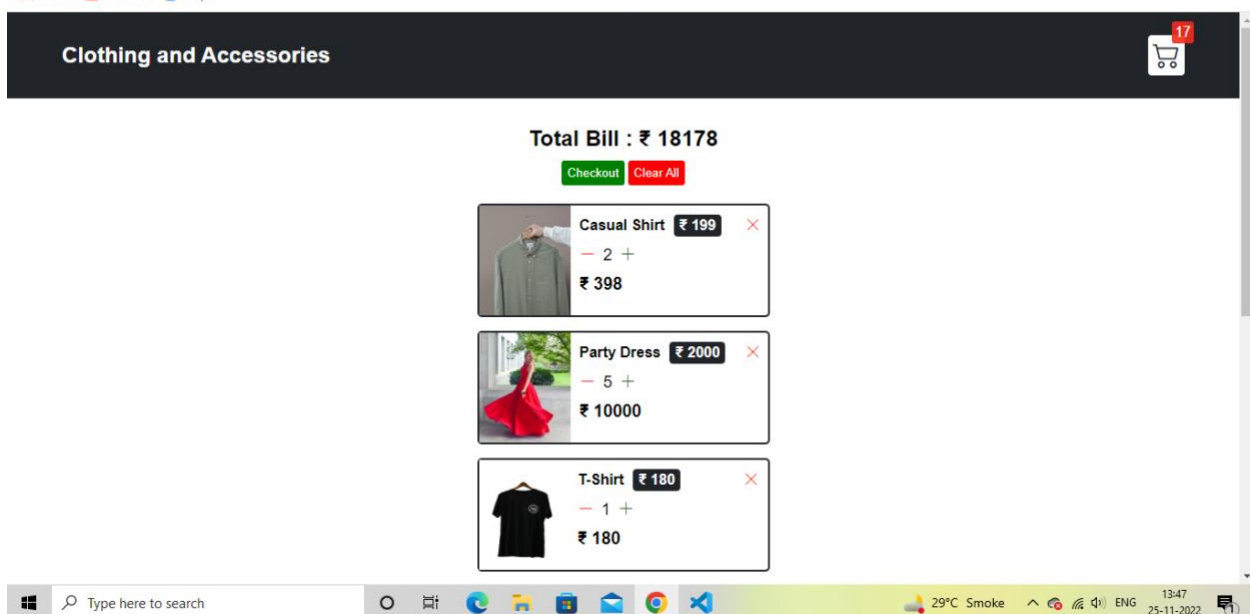 17
Clothing and Accessories
Total Bill : ₹ 18178
Checkout Clear All
Casual Shirt ₹ 199
2
₹ 398
Party Dress ₹ 2000
5
₹ 10000
T-Shirt ₹ 180
1
₹ 180
Type here to search
29°C Smoke ENG 13:47
25-11-2022